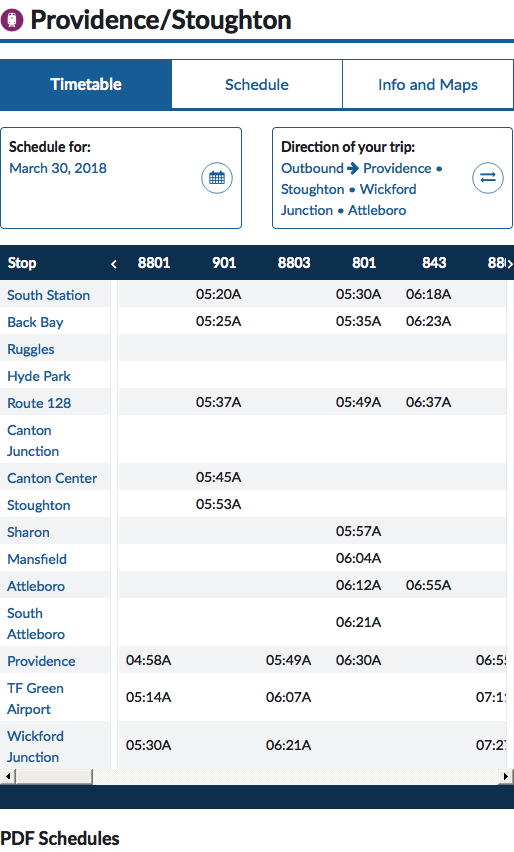 Providence/Stoughton
Timetable Schedule Info and Maps
Schedule for:
March 30, 2018
Direction of your trip:
Outbound → Providence •
Stoughton • Wickford
Junction • Attleboro
Stop < 8801 901 8803 801 843 88 >
South Station 05:20A 05:30A 06:18A
Back Bay 05:25A 05:35A 06:23A
Ruggles
Hyde Park
Route 128 05:37A 05:49A 06:37A
Canton
Junction
Canton Center 05:45A
Stoughton 05:53A
Sharon 05:57A
Mansfield 06:04A
Attleboro 06:12A 06:55A
South
Attleboro 06:21A
Providence 04:58A 05:49A 06:30A 06:5
TF Green
Airport 05:14A 06:07A 07:1
Wickford
Junction 05:30A 06:21A 07:2
PDF Schedules